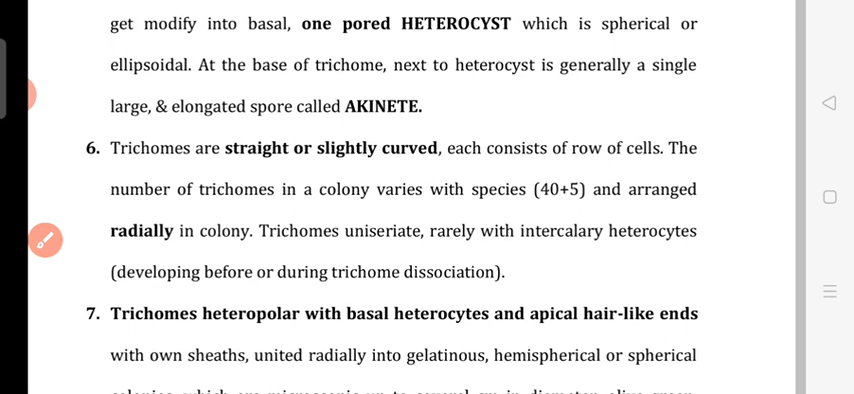 get modify into basal, one pored HETEROCYST which is spherical or
ellipsoidal. At the base of trichome, next to heterocyst is generally a single
large, & elongated spore called AKINETE.
6. Trichomes are straight or slightly curved, each consists of row of cells. The
number of trichomes in a colony varies with species (40+5) and arranged
radially in colony. Trichomes uniseriate, rarely with intercalary heterocytes
(developing before or during trichome dissociation).
7. Trichomes heteropolar with basal heterocytes and apical hair-like ends
with own sheaths, united radially into gelatinous, hemispherical or spherical